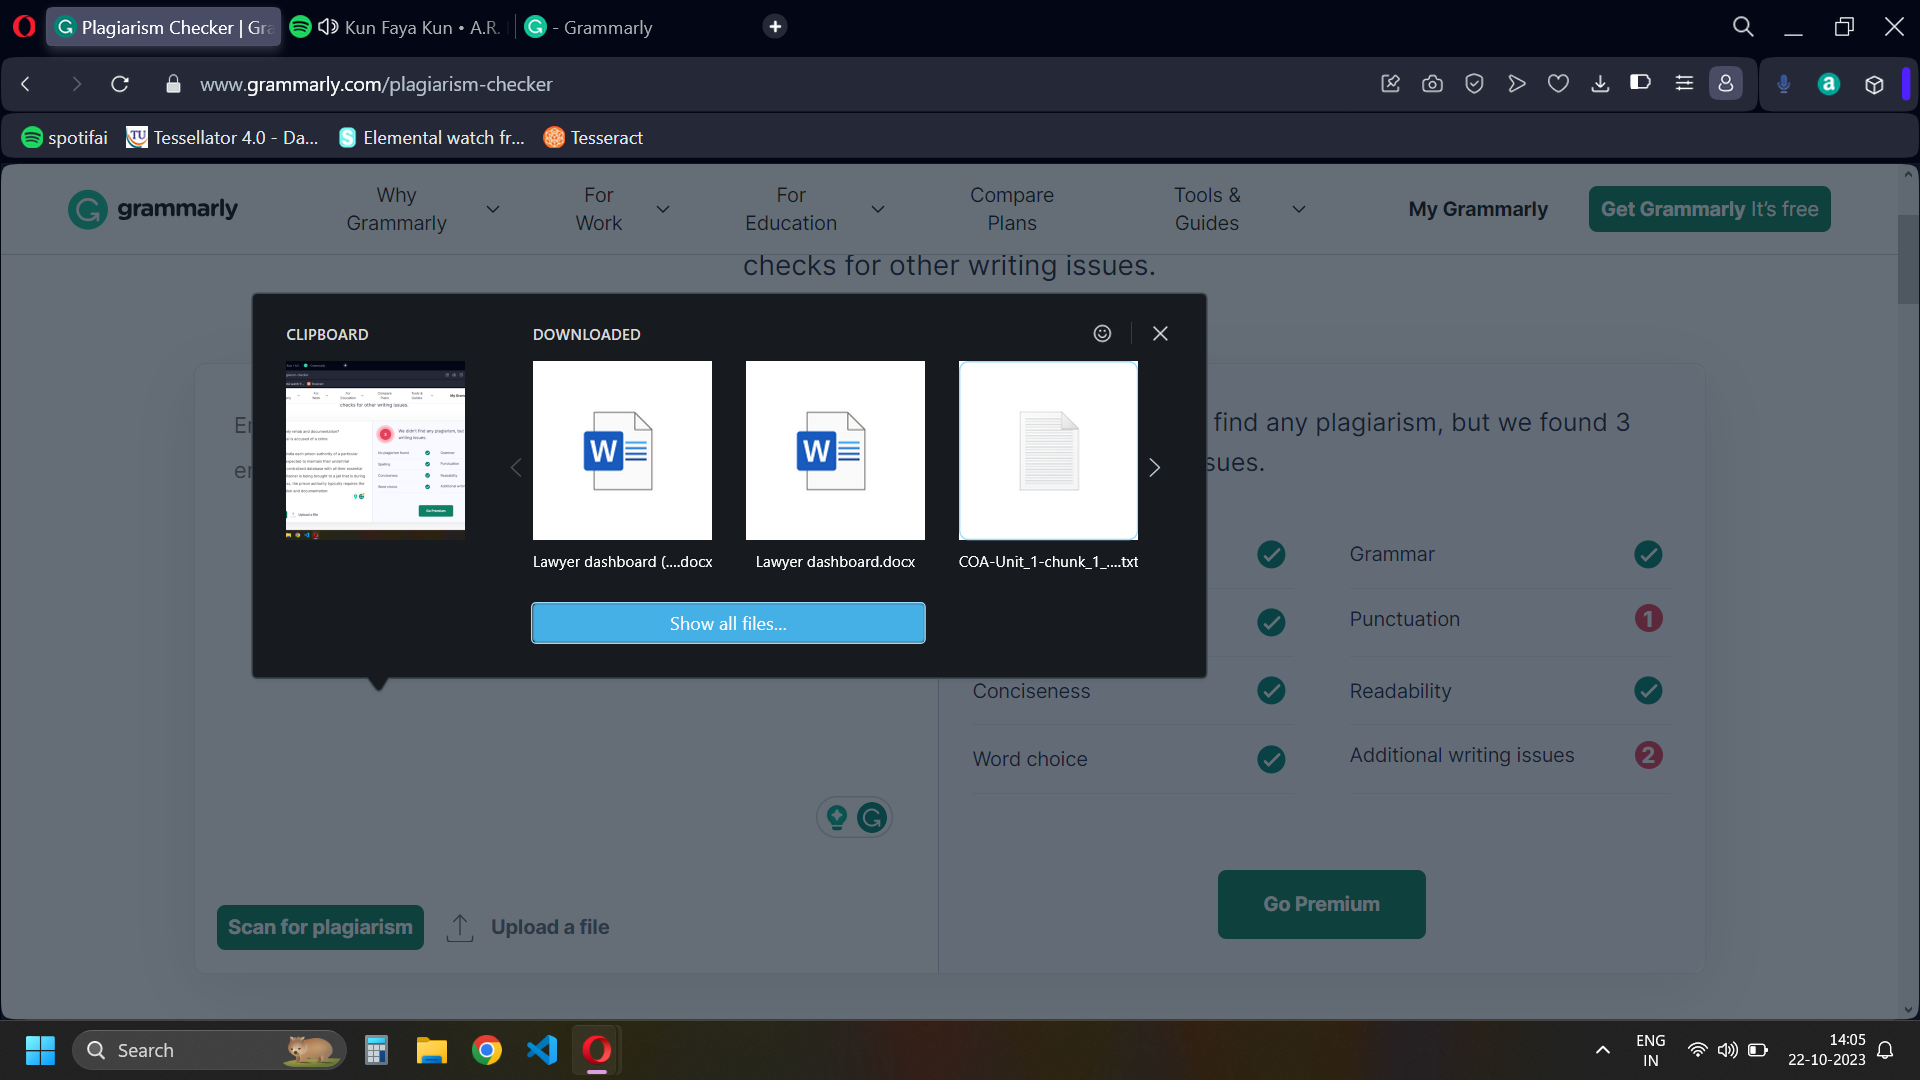 Plagiarism Checker | Gra
Kun Faya Kun • A.R.
- Grammarly
www.grammarly.com/plagiarism-checker
spotifai
Tessellator 4.0 - Da...
Elemental watch fr...
Tesseract
grammarly
Why
Grammarly
For
Work
For
Education
Compare
Plans
Tools &
Guides
My Grammarly
Get Grammarly It's free
checks for other writing issues.
CLIPBOARD
DOWNLOADED
Lawyer dashboard (....docx
Lawyer dashboard.docx
COA-Unit_1-chunk_1_....txt
Show all files...
find any plagiarism, but we found 3
sues.
Grammar
Punctuation
1
Conciseness
Readability
Word choice
Additional writing issues
2
Scan for plagiarism
Upload a file
Go Premium
Search
ENG
IN
14:05
22-10-2023